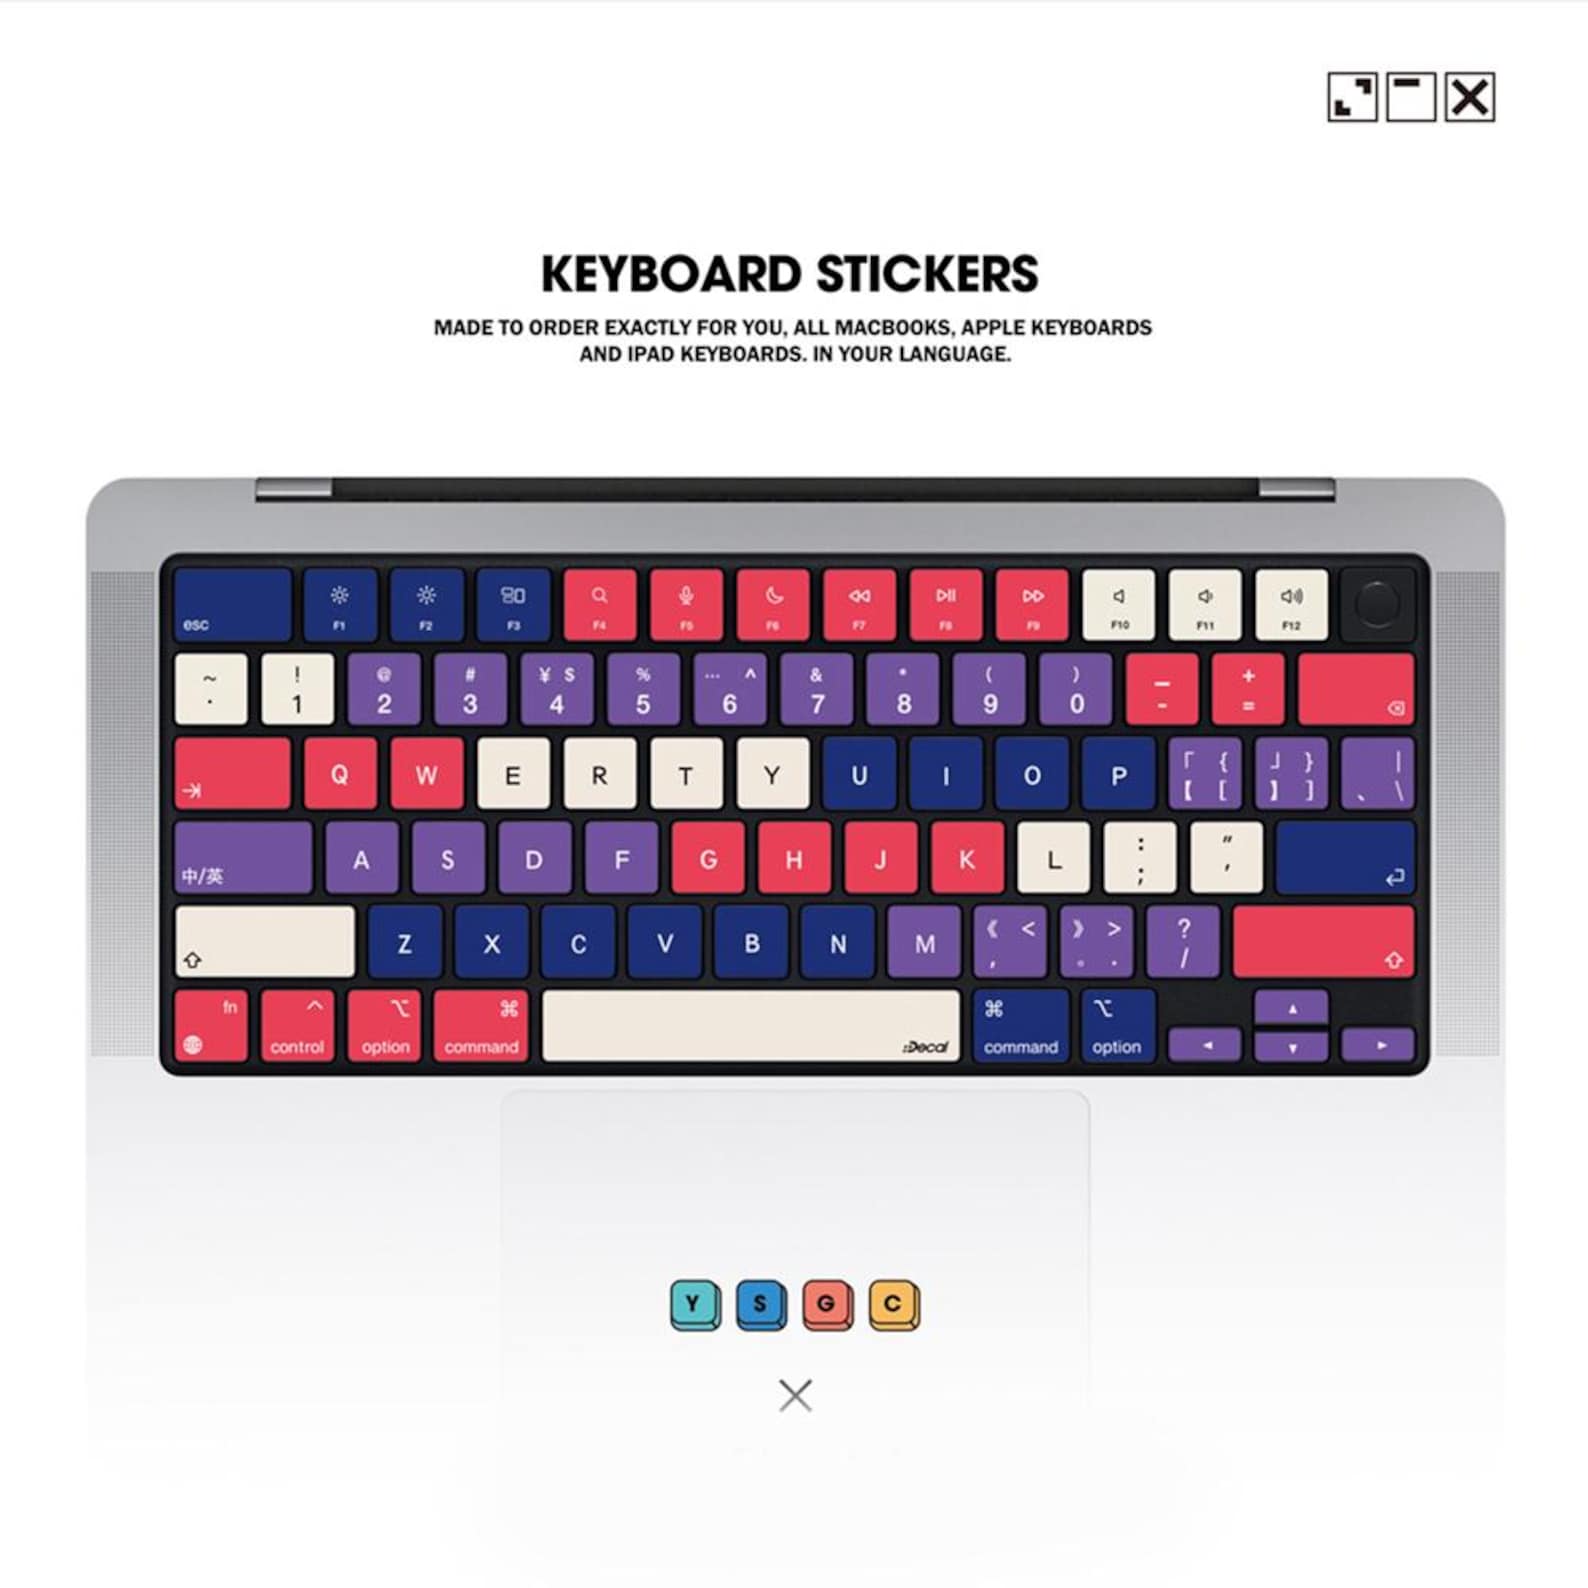 KEYBOARD STICKERS
MADE TO ORDER EXACTLY FOR YOU, ALL MACBOOKS, APPLE KEYBOARDS
AND IPAD KEYBOARDS. IN YOUR LANGUAGE.
esc F1 F2 F3 F4 F5 F6 F7 F8 F9 F10 F11 F12
~ ! @ # ¥ $ % … ^ & * ( ) — +
· 1 2 3 4 5 6 7 8 9 0 - =
Q W E R T Y U I O P 「 { 」 } |
【 [ 】 ] 、 \
A S D F G H J K L : "
中/英 ; '
Z X C V B N M 《 < 》 > ?
, 。 . /
fn ^ ⌥ ⌘ ⌘ ⌥
control option command :Decal command option
Y S G C